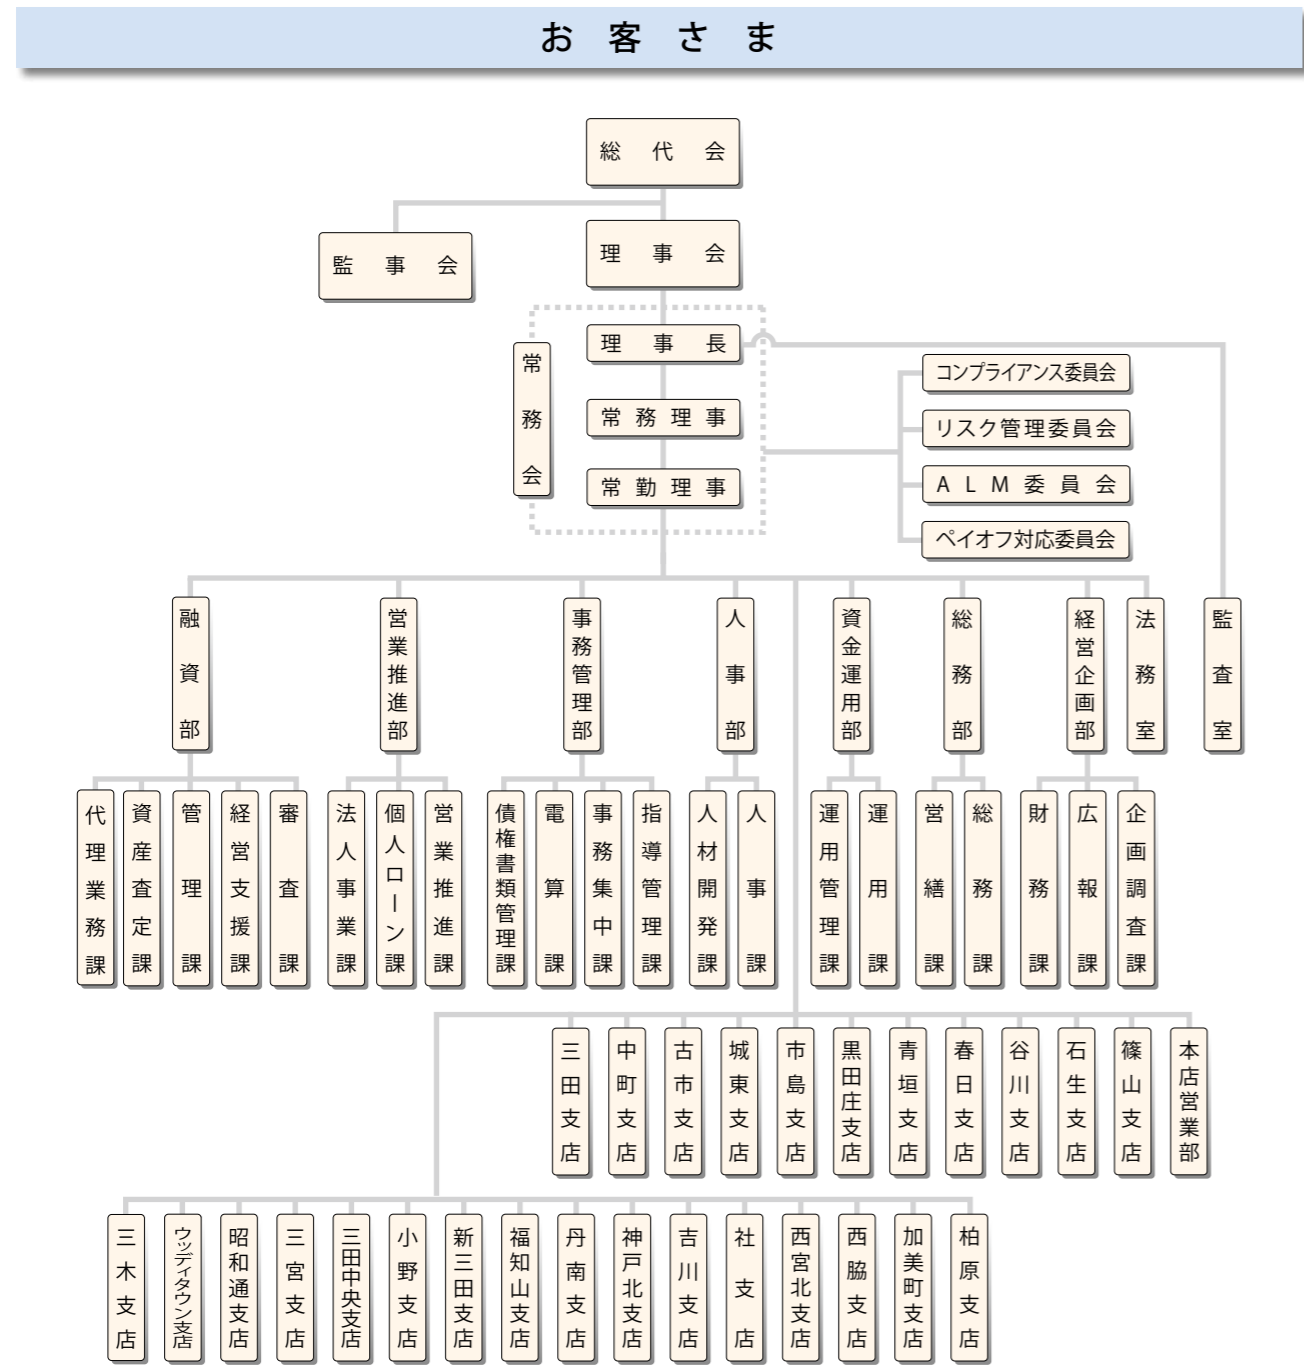 お客さま
総代会
監事会
理事会
理事長
常務会
常務理事
常勤理事
コンプライアンス委員会
リスク管理委員会
ALM委員会
ペイオフ対応委員会
融資部
営業推進部
事務管理部
人事部
資金運用部
総務部
経営企画部
法務室
監査室
代理業務課
資産査定課
管理課
経営支援課
審査課
法人事業課
個人ローン課
営業推進課
債権書類管理課
電算課
事務集中課
指導管理課
人材開発課
人事課
運用管理課
運用課
営繕課
総務課
財務課
広報課
企画調査課
三田支店
中町支店
古市支店
城東支店
市島支店
黒田庄支店
青垣支店
春日支店
谷川支店
石生支店
篠山支店
本店営業部
三木支店
ウッディタウン支店
昭和通支店
三宮支店
三田中央支店
小野支店
新三田支店
福知山支店
丹南支店
神戸北支店
吉川支店
社支店
西宮北支店
西脇支店
加美町支店
柏原支店